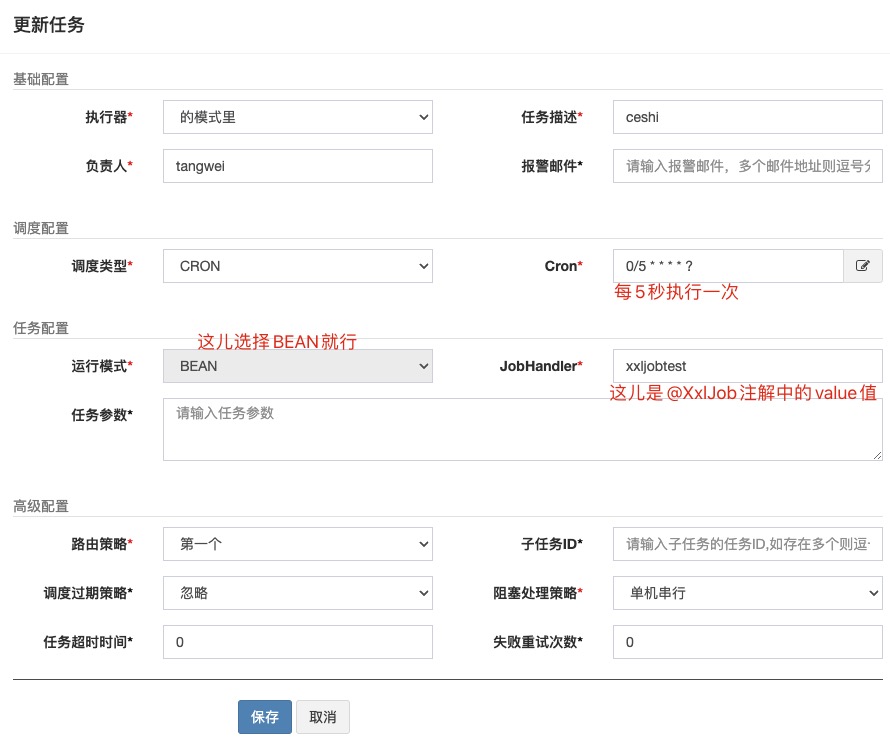 更新任务
基础配置
执行器* 的模式里 任务描述* ceshi
负责人* tangwei 报警邮件* 请输入报警邮件，多个邮件地址则逗号分
调度配置
调度类型* CRON Cron* 0/5 * * * * ?
每5秒执行一次
任务配置
这儿选择BEAN就行
运行模式* BEAN JobHandler* xxljobtest
这儿是@XxlJob注解中的value值
任务参数* 请输入任务参数
高级配置
路由策略* 第一个 子任务ID* 请输入子任务的任务ID,如存在多个则逗
调度过期策略* 忽略 阻塞处理策略* 单机串行
任务超时时间* 0 失败重试次数* 0
保存 取消